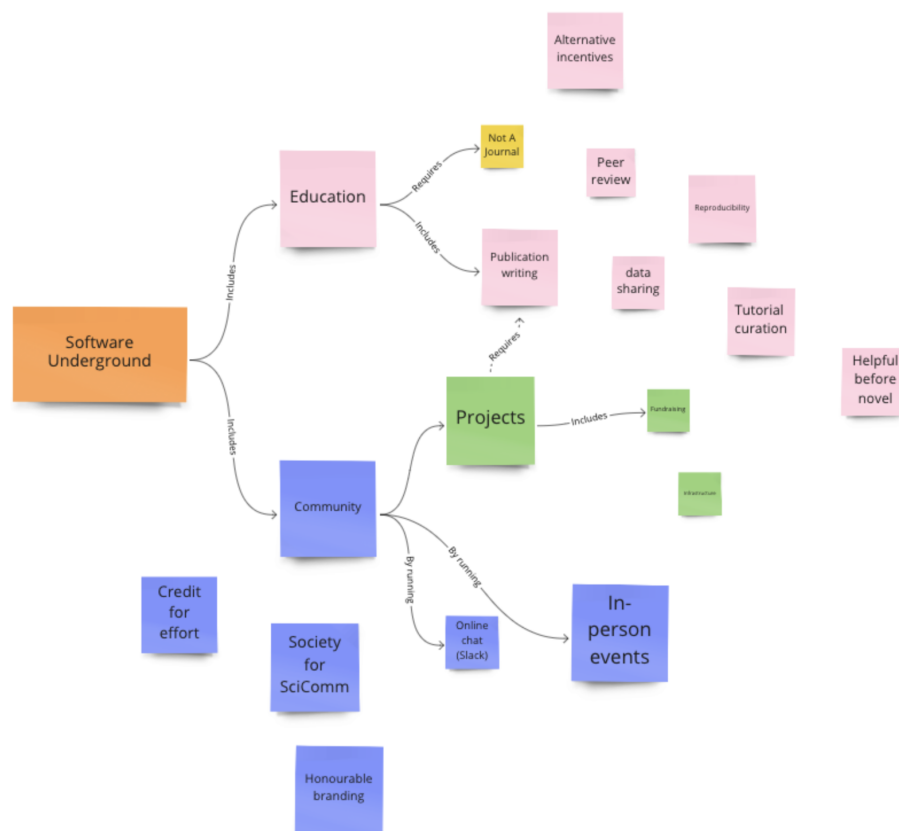 Alternative
incentives
Not A
Journal
Requires
Peer
review
Education
Reproducibility
Includes
Publication
writing
data
sharing
Includes
Tutorial
curation
Software
Underground
Requires
Helpful
before
novel
Projects
Includes
Fundraising
Includes
Infrastructure
Community
By running
By running
Credit
for
effort
Online
chat
(Slack)
In-
person
events
Society
for
SciComm
Honourable
branding